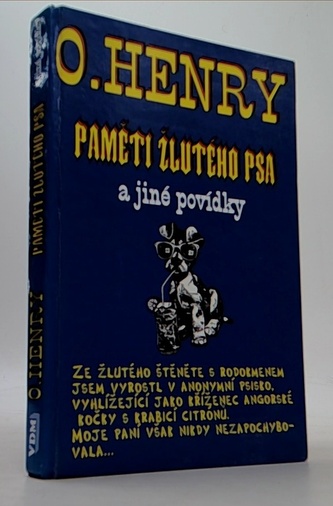 O. HENRY
PAMĚTI ŽLUTÉHO PSA
a jiné povídky
ZE ŽLUTÉHO ŠTĚNĚTE S RODOKMENEM
JSEM VYROSTL V ANONYMNÍ PSISKO,
VYHLÍŽEJÍCÍ JAKO KŘÍŽENEC ANGORSKÉ
KOČKY S KRABICÍ CITRÓNŮ.
MOJE PANÍ VŠAK NIKDY NEZAPOCHYBO-
VALA...
PAMĚTI ŽLUTÉHO PSA
O. HENRY
VDM